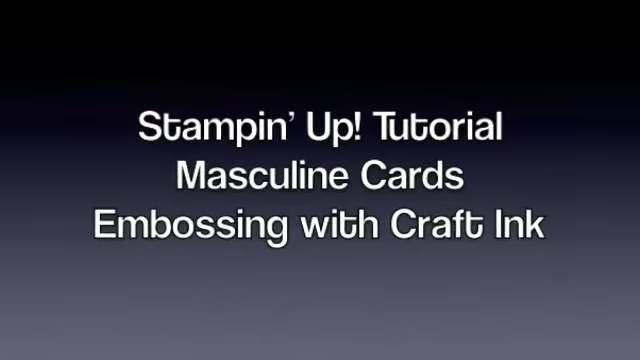 Stampin’ Up! Tutorial
Masculine Cards
Embossing with Craft Ink